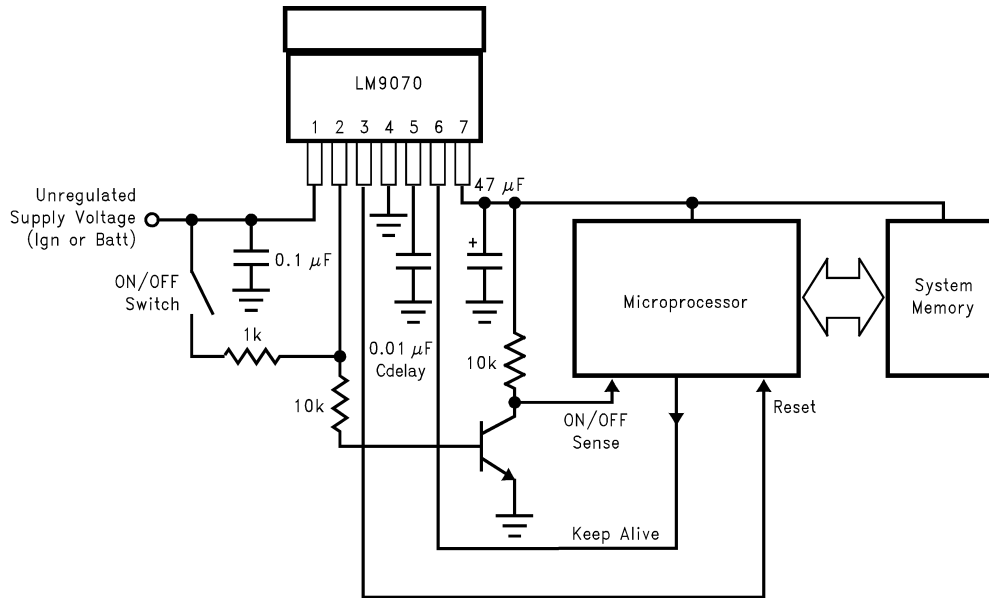 LM9070
1 2 3 4 5 6 7
Unregulated
Supply Voltage
(Ign or Batt)
47 μF
+
0.1 μF
ON/OFF
Switch
1k
0.01 μF
Cdelay
10k
10k
Microprocessor
System
Memory
ON/OFF
Sense
Reset
Keep Alive